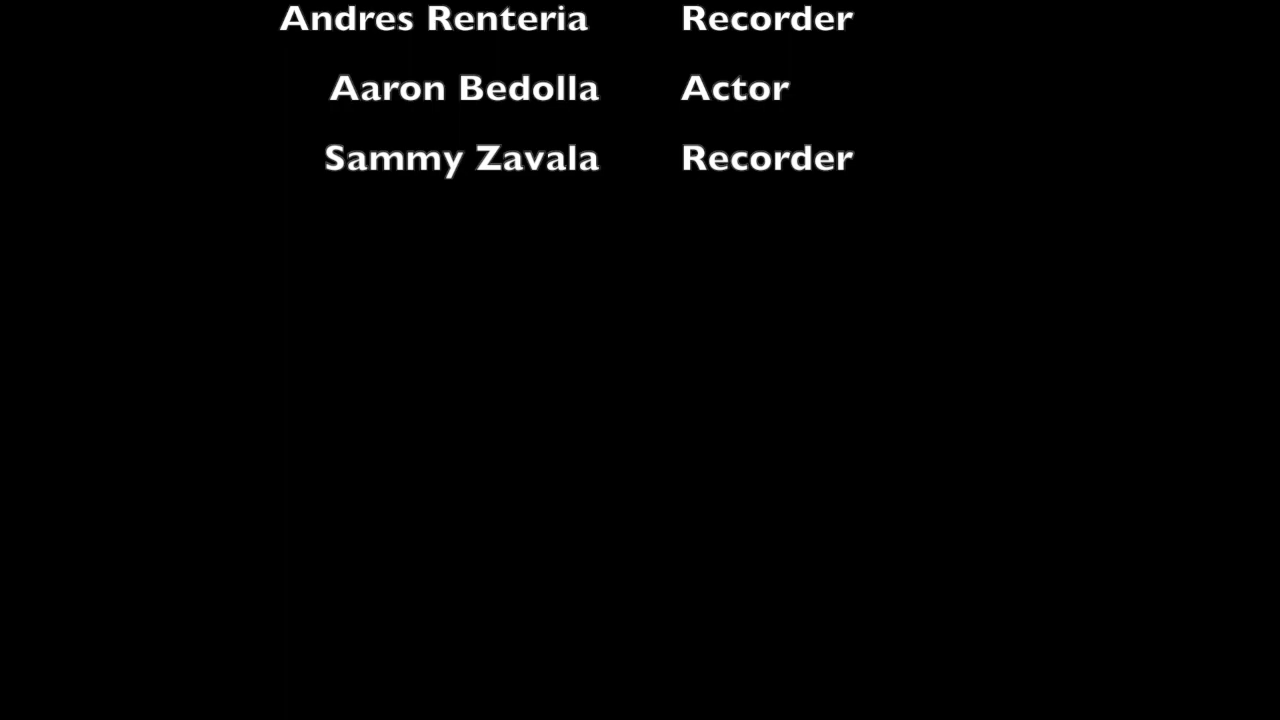 Andres Renteria Recorder
Aaron Bedolla Actor
Sammy Zavala Recorder